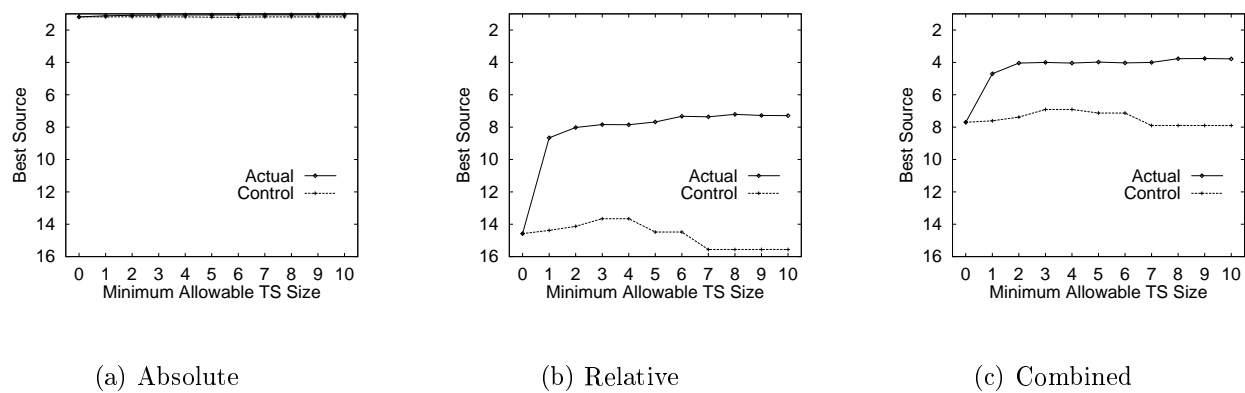 2
4
6
8
10
12
14
16
Best Source
Actual
Control
0 1 2 3 4 5 6 7 8 9 10
Minimum Allowable TS Size
(a) Absolute
2
4
6
8
10
12
14
16
Best Source
Actual
Control
0 1 2 3 4 5 6 7 8 9 10
Minimum Allowable TS Size
(b) Relative
2
4
6
8
10
12
14
16
Best Source
Actual
Control
0 1 2 3 4 5 6 7 8 9 10
Minimum Allowable TS Size
(c) Combined